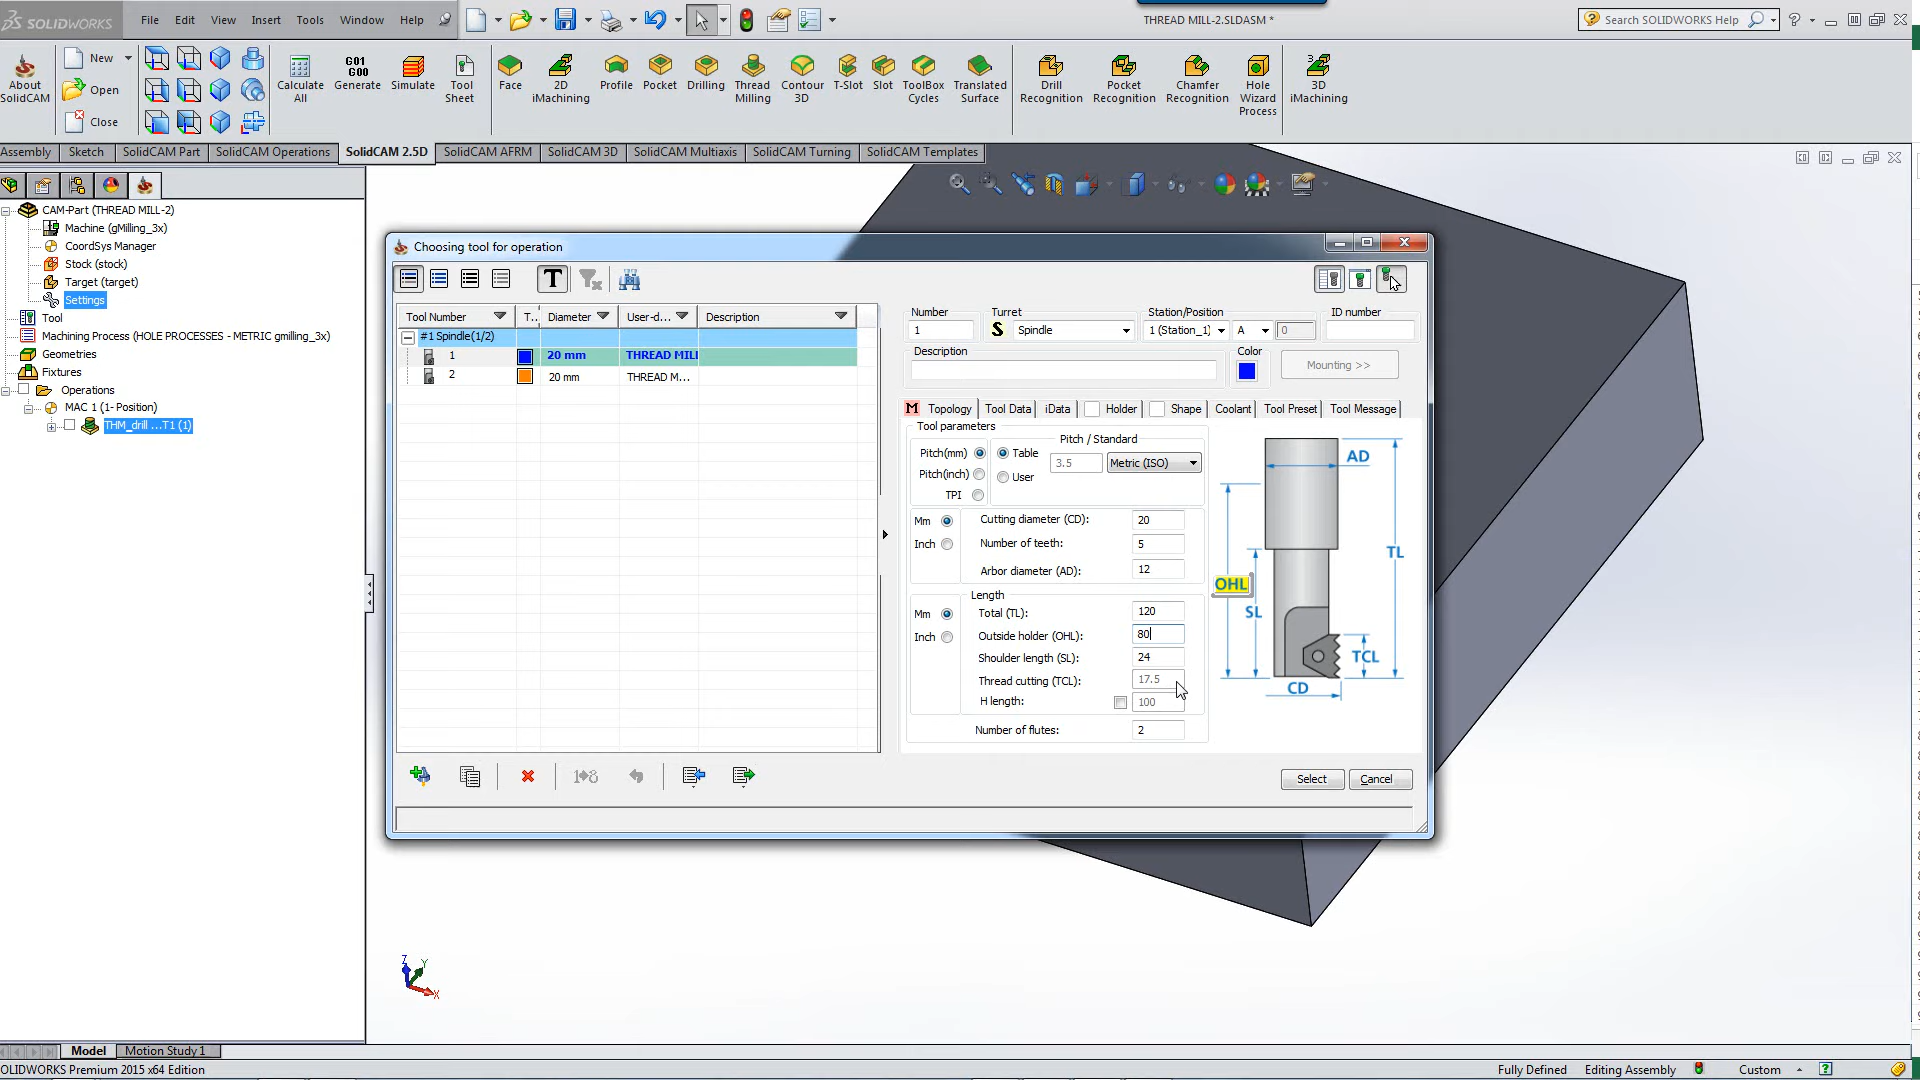 SOLIDWORKS File Edit View Insert Tools Window Help THREAD MILL-2.SLDASM * Search SOLIDWORKS Help
About SolidCAM
New
Open
Close
Calculate All
G01 G00 Generate
Simulate
Tool Sheet
Face
2D iMachining
Profile
Pocket
Drilling
Thread Milling
Contour 3D
T-Slot
Slot
ToolBox Cycles
Translated Surface
Drill Recognition
Pocket Recognition
Chamfer Recognition
Hole Wizard Process
3D iMachining
Assembly Sketch SolidCAM Part SolidCAM Operations SolidCAM 2.5D SolidCAM AFRM SolidCAM 3D SolidCAM Multiaxis SolidCAM Turning SolidCAM Templates
CAM-Part (THREAD MILL-2)
Machine (gMilling_3x)
CoordSys Manager
Stock (stock)
Target (target)
Settings
Tool
Machining Process (HOLE PROCESSES - METRIC gmilling_3x)
Geometries
Fixtures
Operations
MAC 1 (1- Position)
THM_drill ...T1 (1)
Choosing tool for operation
T
Tool Number T.. Diameter User-d... Description
#1 Spindle(1/2)
1 20 mm THREAD MILL
2 20 mm THREAD M...
Number Turret Station/Position ID number
1 S Spindle 1 (Station_1) A 0
Description Color
Mounting >>
M Topology Tool Data iData Holder Shape Coolant Tool Preset Tool Message
Tool parameters
Pitch / Standard
Pitch(mm) Table 3.5 Metric (ISO)
Pitch(inch) User
TPI
Mm Cutting diameter (CD): 20
Inch Number of teeth: 5
Arbor diameter (AD): 12
Length
Mm Total (TL): 120
Inch Outside holder (OHL): 80
Shoulder length (SL): 24
Thread cutting (TCL): 17.5
H length: 100
Number of flutes: 2
AD
TL
OHL
SL
TCL
CD
Select Cancel
Z Y X
Model Motion Study 1
OLIDWORKS Premium 2015 x64 Edition Fully Defined Editing Assembly Custom